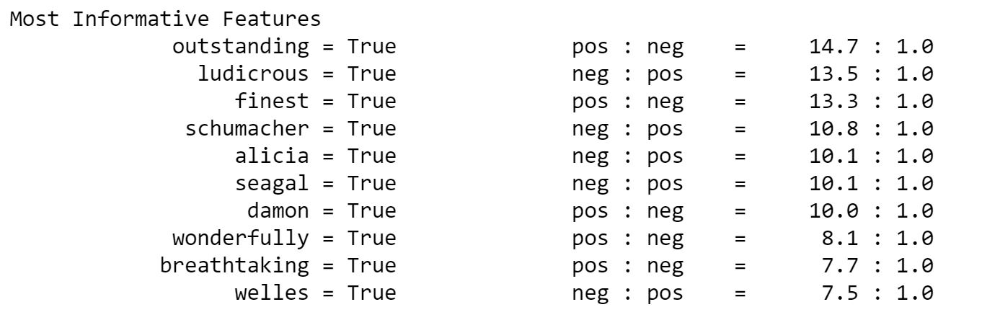 Most Informative Features
outstanding = True pos : neg = 14.7 : 1.0
ludicrous = True neg : pos = 13.5 : 1.0
finest = True pos : neg = 13.3 : 1.0
schumacher = True neg : pos = 10.8 : 1.0
alicia = True neg : pos = 10.1 : 1.0
seagal = True neg : pos = 10.1 : 1.0
damon = True pos : neg = 10.0 : 1.0
wonderfully = True pos : neg = 8.1 : 1.0
breathtaking = True pos : neg = 7.7 : 1.0
welles = True neg : pos = 7.5 : 1.0